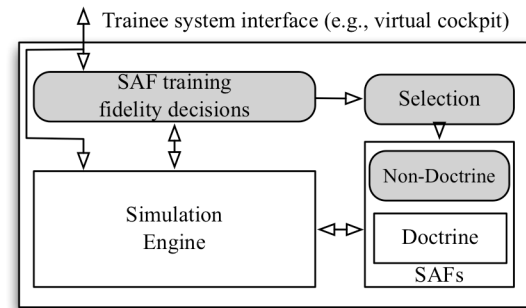 Trainee system interface (e.g., virtual cockpit)
SAF training
fidelity decisions
Selection
Non-Doctrine
Simulation
Engine
Doctrine
SAFs